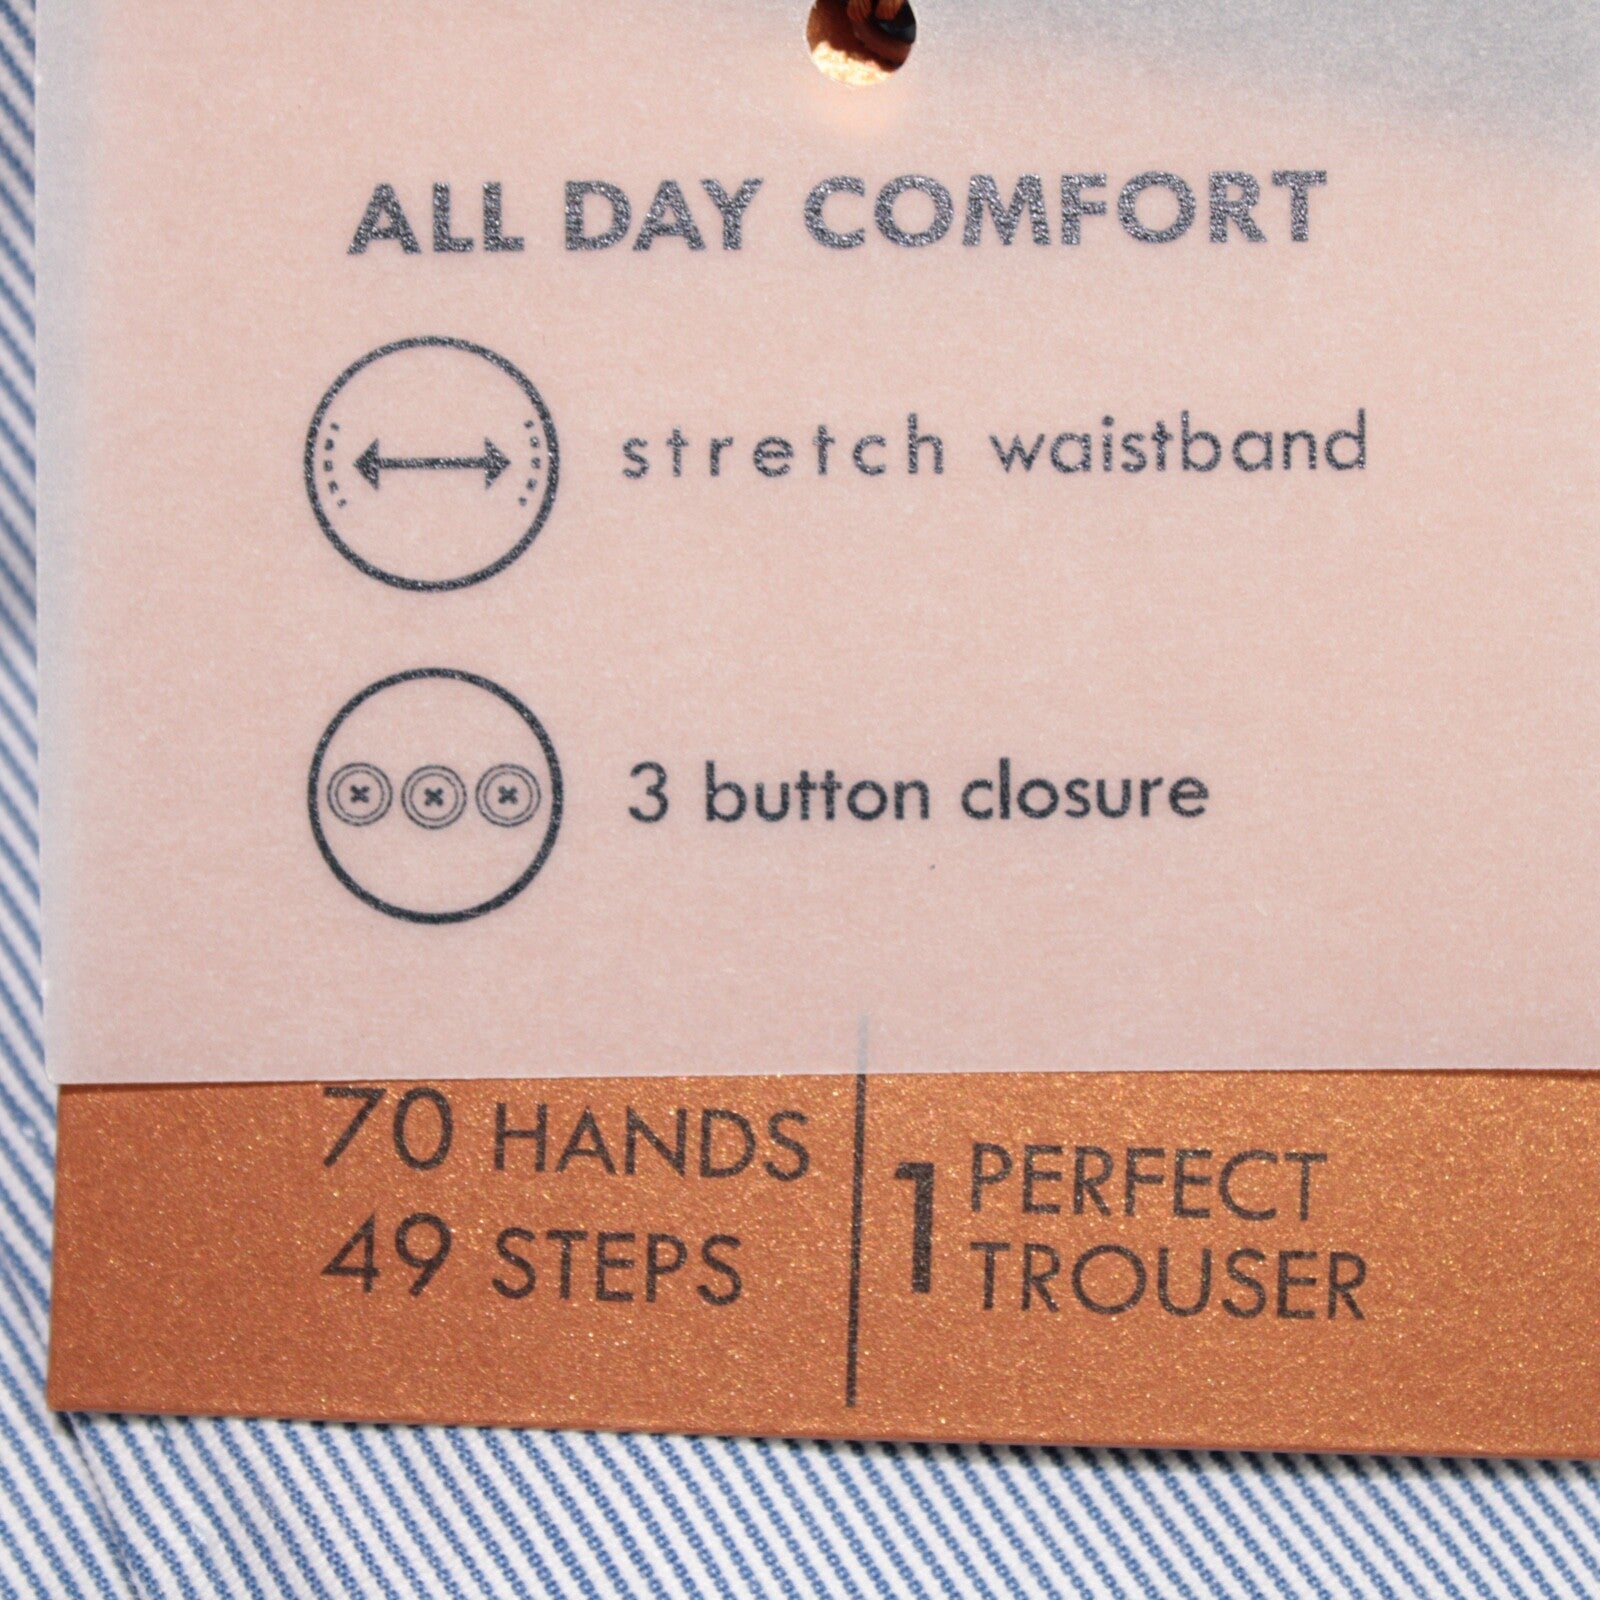 ALL DAY COMFORT
stretch waistband
3 button closure
70 HANDS
49 STEPS
1 PERFECT
TROUSER